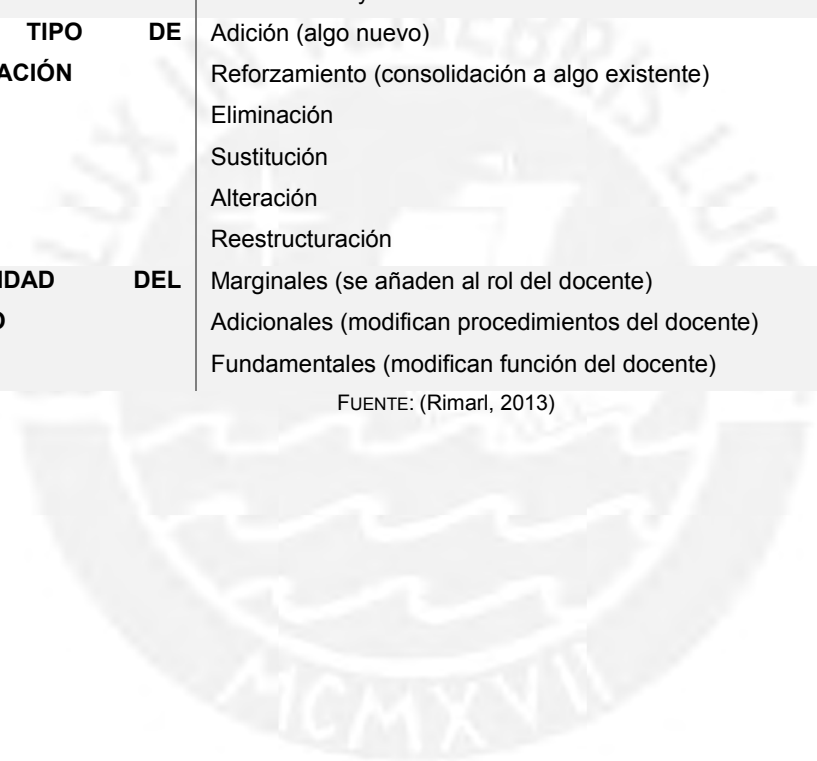 TIPO DE Adición (algo nuevo)
ACIÓN Reforzamiento (consolidación a algo existente)
Eliminación
Sustitución
Alteración
Reestructuración
IDAD DEL Marginales (se añaden al rol del docente)
O Adicionales (modifican procedimientos del docente)
Fundamentales (modifican función del docente)
FUENTE: (Rimarl, 2013)
MCMXVII